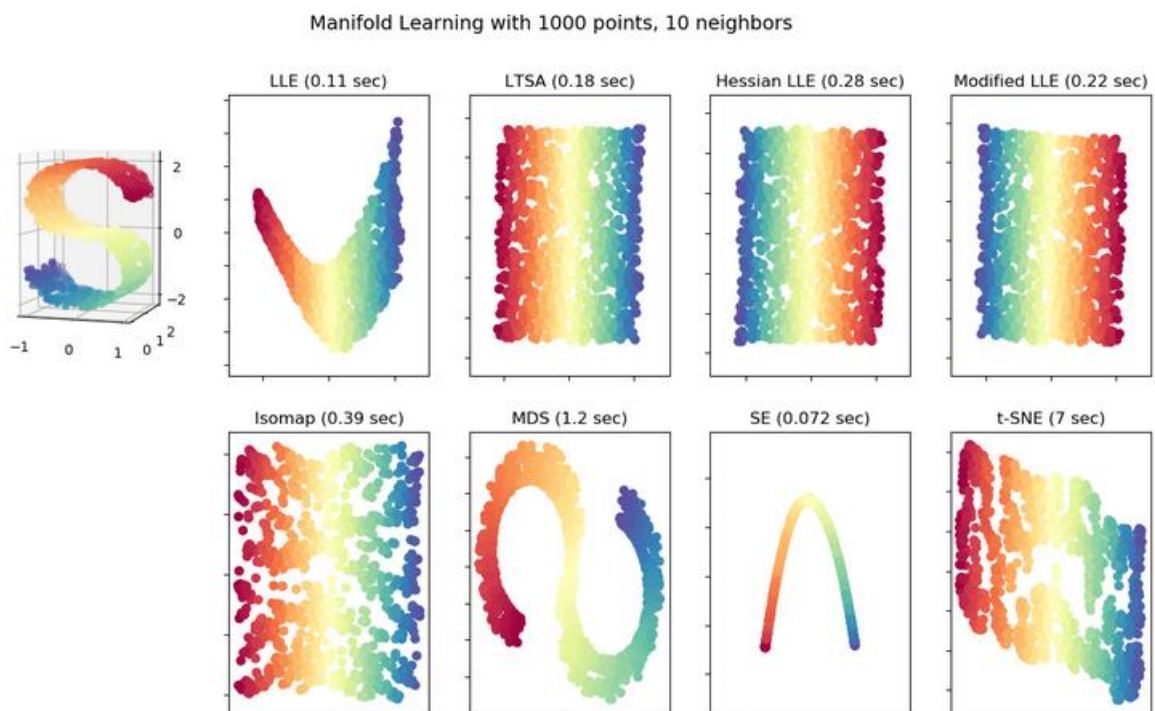 Manifold Learning with 1000 points, 10 neighbors
LLE (0.11 sec)
LTSA (0.18 sec)
Hessian LLE (0.28 sec)
Modified LLE (0.22 sec)
2
0
−2
−1
0
1
0
1
2
Isomap (0.39 sec)
MDS (1.2 sec)
SE (0.072 sec)
t-SNE (7 sec)